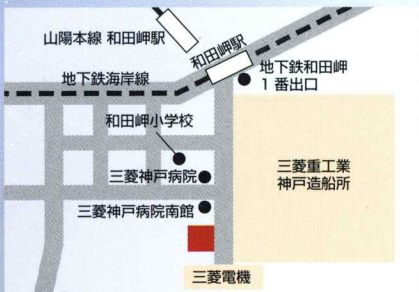 山陽本線 和田岬駅
和田岬駅
地下鉄海岸線
地下鉄和田岬
1番出口
和田岬小学校
三菱神戸病院
三菱重工業
神戸造船所
三菱神戸病院南館
三菱電機